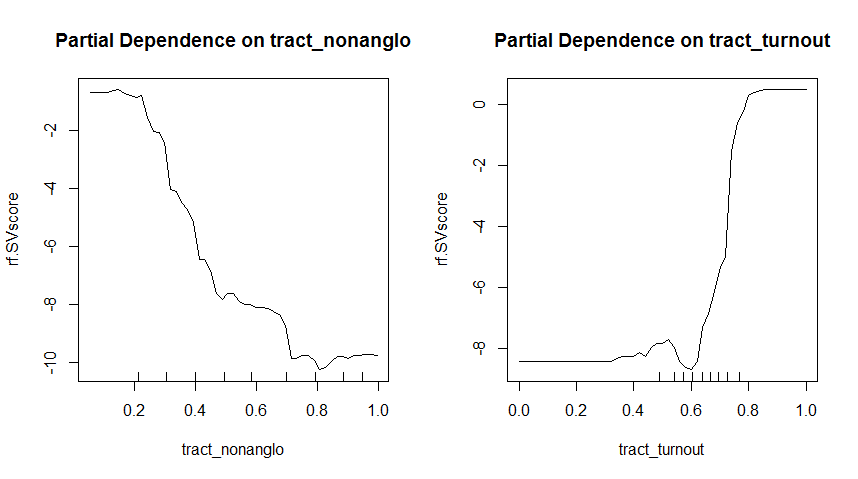 Partial Dependence on tract_nonanglo
rf.SVscore
-2
-4
-6
-8
-10
0.2 0.4 0.6 0.8 1.0
tract_nonanglo
Partial Dependence on tract_turnout
rf.SVscore
0
-2
-4
-6
-8
0.0 0.2 0.4 0.6 0.8 1.0
tract_turnout